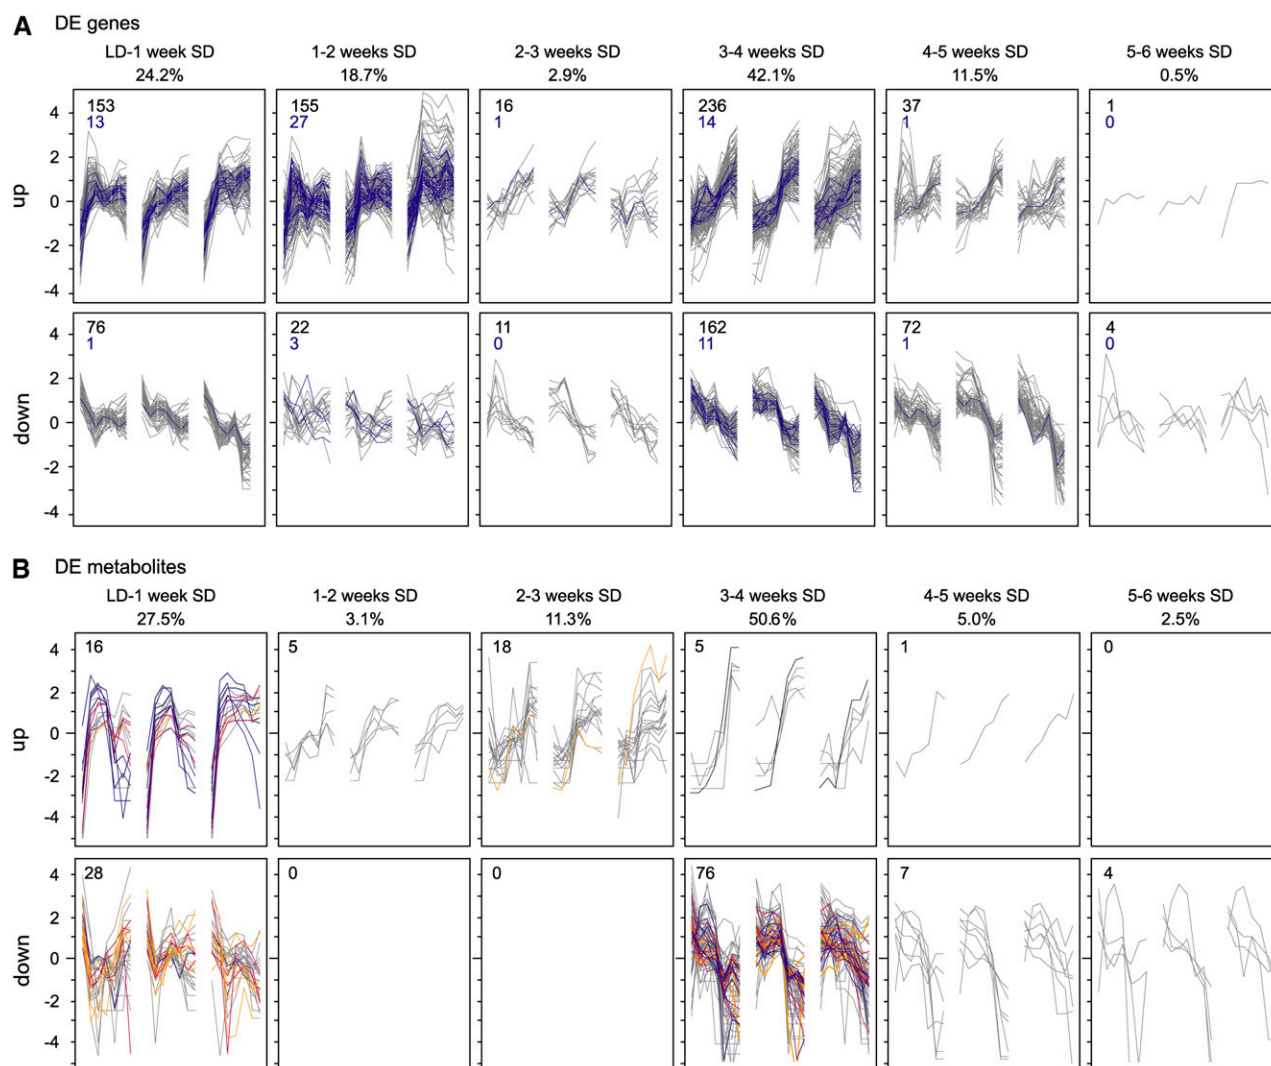 A DE genes
LD-1 week SD 1-2 weeks SD 2-3 weeks SD 3-4 weeks SD 4-5 weeks SD 5-6 weeks SD
24.2% 18.7% 2.9% 42.1% 11.5% 0.5%
4 153 155 16 236 37 1
13 27 1 14 1 0
2
up 0
-2
-4
4 76 22 11 162 72 4
1 3 0 11 1 0
2
down 0
-2
-4
B DE metabolites
LD-1 week SD 1-2 weeks SD 2-3 weeks SD 3-4 weeks SD 4-5 weeks SD 5-6 weeks SD
27.5% 3.1% 11.3% 50.6% 5.0% 2.5%
4 16 5 18 5 1 0
2
up 0
-2
-4
4 28 0 0 76 7 4
2
down 0
-2
-4